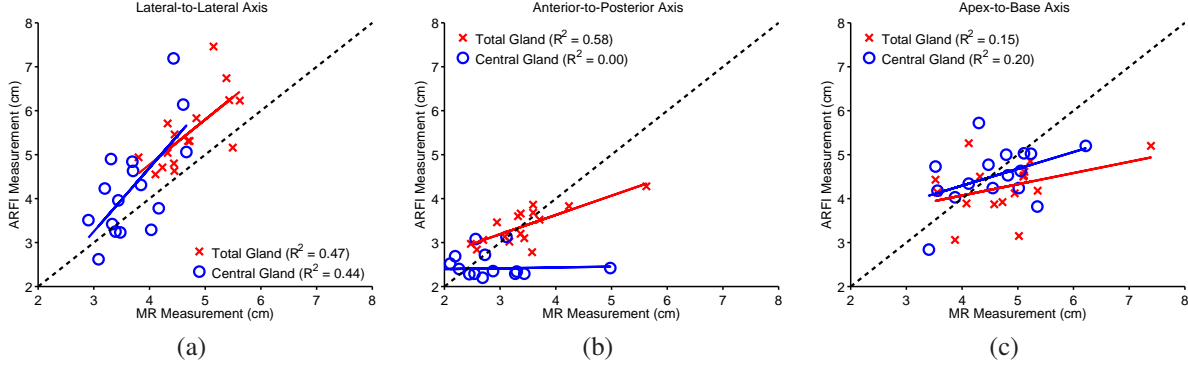 Lateral-to-Lateral Axis
8
7
6
5
4
3
2
ARFI Measurement (cm)
Total Gland (R² = 0.47)
Central Gland (R² = 0.44)
2 3 4 5 6 7 8
MR Measurement (cm)
(a)
Anterior-to-Posterior Axis
8
7
6
5
4
3
2
ARFI Measurement (cm)
Total Gland (R² = 0.58)
Central Gland (R² = 0.00)
2 3 4 5 6 7 8
MR Measurement (cm)
(b)
Apex-to-Base Axis
8
7
6
5
4
3
2
ARFI Measurement (cm)
Total Gland (R² = 0.15)
Central Gland (R² = 0.20)
2 3 4 5 6 7 8
MR Measurement (cm)
(c)